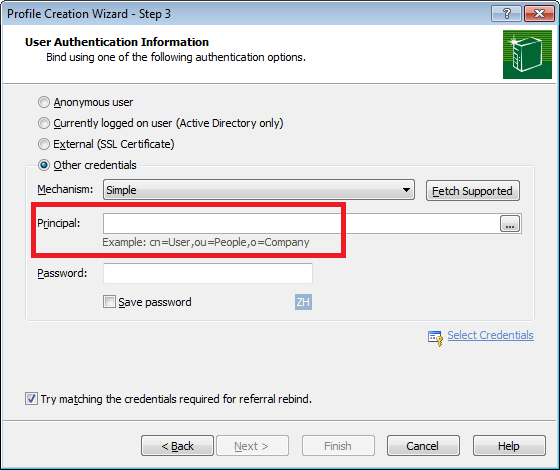 Profile Creation Wizard - Step 3
User Authentication Information
Bind using one of the following authentication options.
Anonymous user
Currently logged on user (Active Directory only)
External (SSL Certificate)
Other credentials
Mechanism: Simple Fetch Supported
Principal: ...
Example: cn=User,ou=People,o=Company
Password:
Save password ZH
Select Credentials
Try matching the credentials required for referral rebind.
< Back Next > Finish Cancel Help